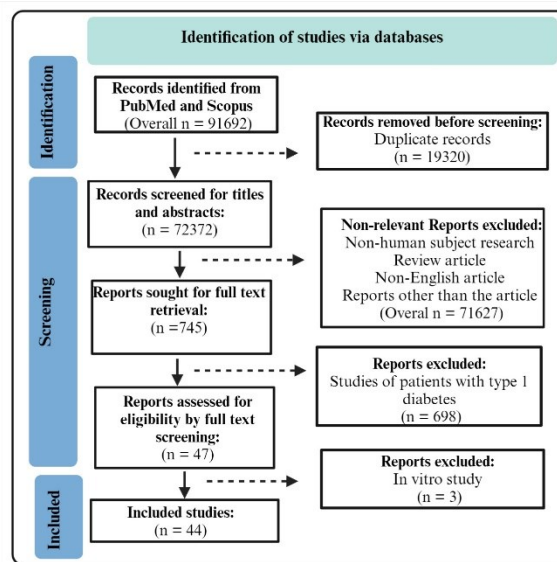 Identification of studies via databases
Identification
Records identified from
PubMed and Scopus
(Overall n = 91692)
Records removed before screening:
Duplicate records
(n = 19320)
Screening
Records screened for titles
and abstracts:
(n = 72372)
Non-relevant Reports excluded:
Non-human subject research
Review article
Non-English article
Reports other than the article
(Overal n = 71627)
Reports sought for full text
retrieval:
(n =745)
Reports excluded:
Studies of patients with type 1
diabetes
(n = 698)
Reports assessed for
eligibility by full text
screening:
(n = 47)
Reports excluded:
In vitro study
(n = 3)
Included
Included studies:
(n = 44)